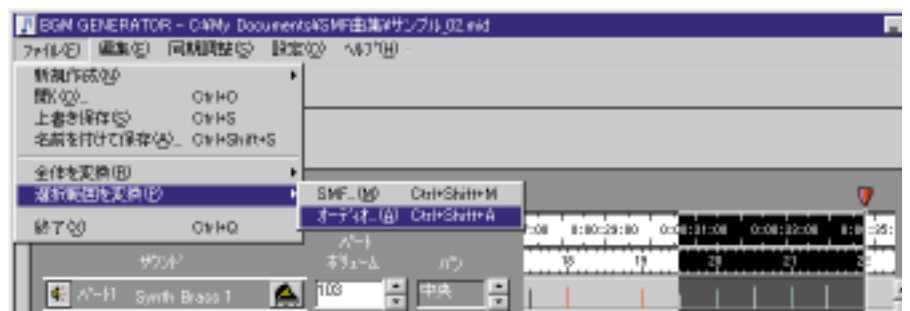 BGM GENERATOR - C:¥My Documents¥SMF曲集¥サンプル_02.mid
ファイル(F) 編集(E) 同期調整(S) 設定(O) ヘルプ(H)
新規作成(N)
開く(O)... Ctrl+O
上書き保存(S) Ctrl+S
名前を付けて保存(A)... Ctrl+Shift+S
全体を変換(R)
選択範囲を変換(P)
SMF...(M) Ctrl+Shift+M
オーディオ...(A) Ctrl+Shift+A
終了(X) Ctrl+Q
0:00:29:00 0:00:31:00 0:00:33:00
パート
サウンド ボリューム パン
18 19 20 21
パート1 Synth Brass 1 103 中央